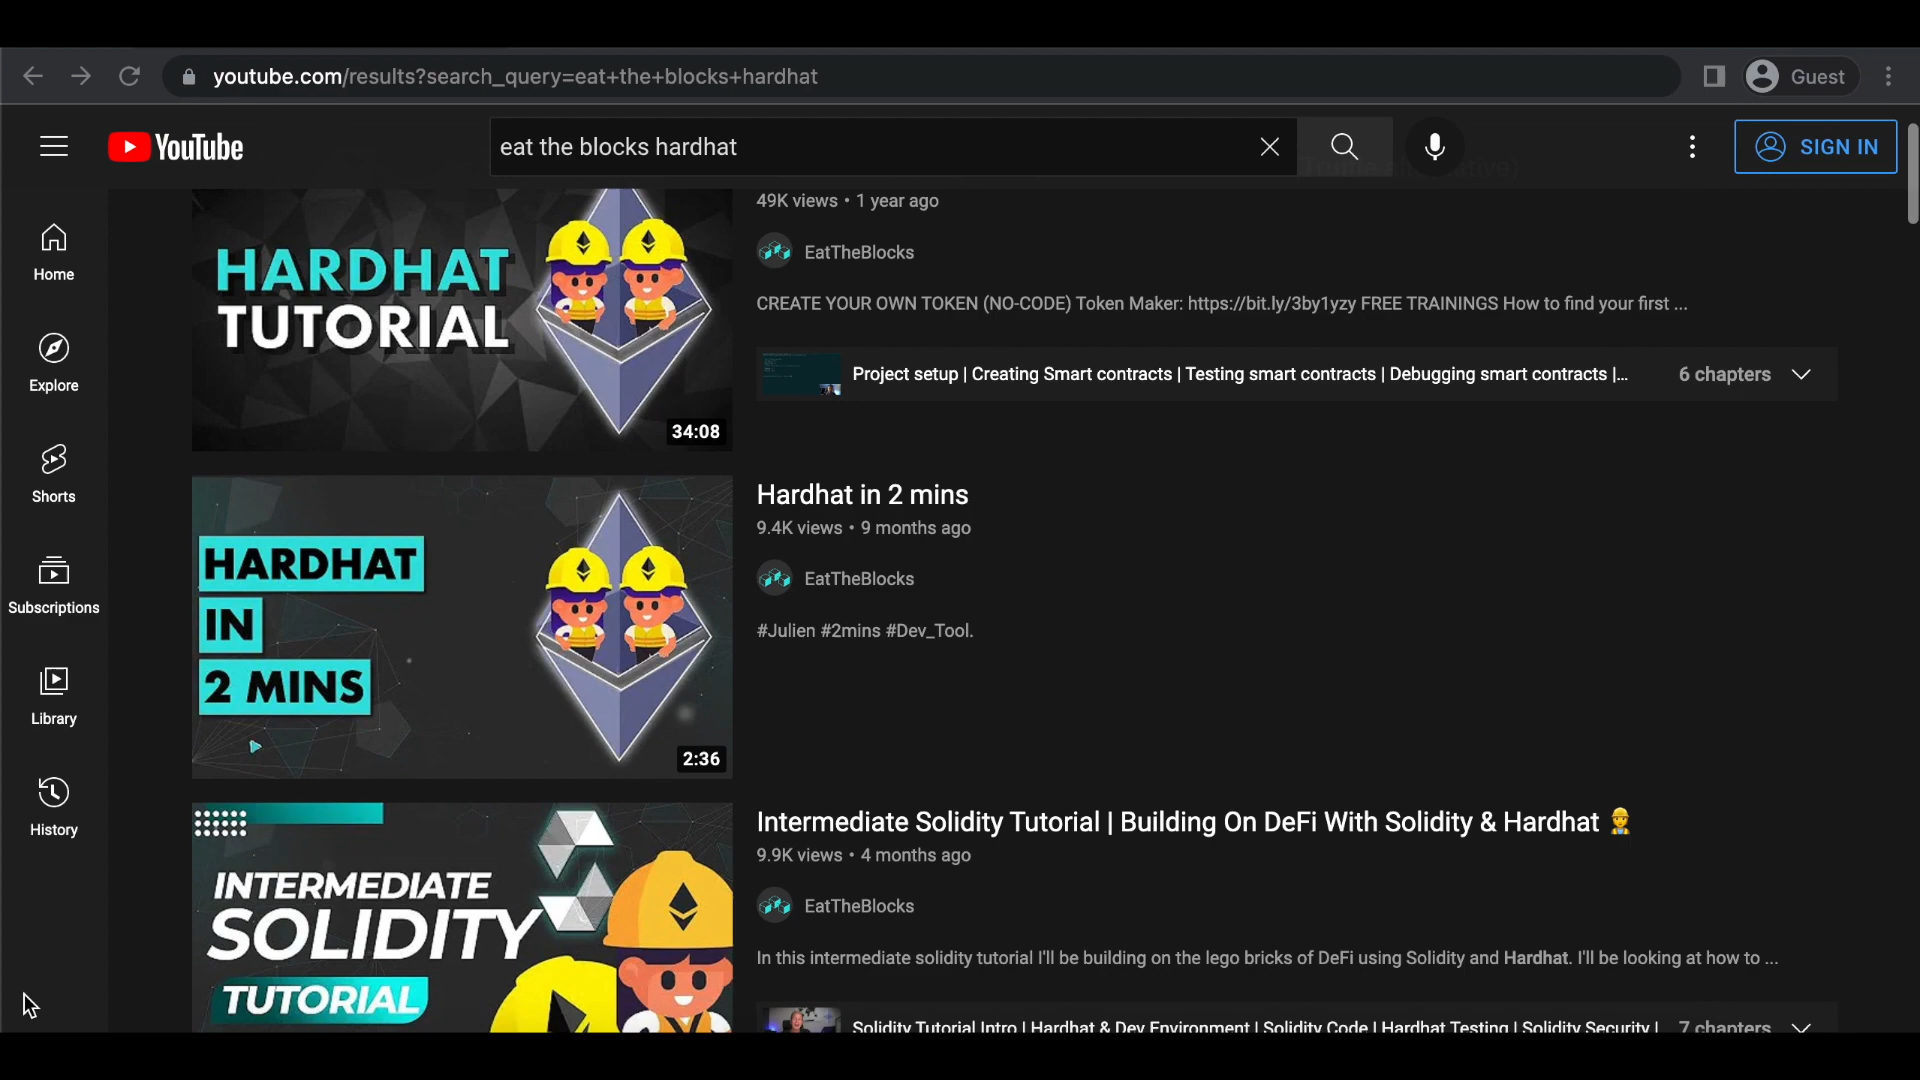 youtube.com/results?search_query=eat+the+blocks+hardhat
Guest
YouTube
eat the blocks hardhat
SIGN IN
Home
Explore
Shorts
Subscriptions
Library
History
HARDHAT
TUTORIAL
34:08
49K views • 1 year ago
EatTheBlocks
CREATE YOUR OWN TOKEN (NO-CODE) Token Maker: https://bit.ly/3by1yzy FREE TRAININGS How to find your first ...
Project setup | Creating Smart contracts | Testing smart contracts | Debugging smart contracts |...
6 chapters
HARDHAT
IN
2 MINS
2:36
Hardhat in 2 mins
9.4K views • 9 months ago
EatTheBlocks
#Julien #2mins #Dev_Tool.
INTERMEDIATE
SOLIDITY
TUTORIAL
Intermediate Solidity Tutorial | Building On DeFi With Solidity & Hardhat 👷
9.9K views • 4 months ago
EatTheBlocks
In this intermediate solidity tutorial I'll be building on the lego bricks of DeFi using Solidity and Hardhat. I'll be looking at how to ...
Solidity Tutorial Intro | Hardhat & Dev Environment | Solidity Code | Hardhat Testing | Solidity Security |
7 chapters